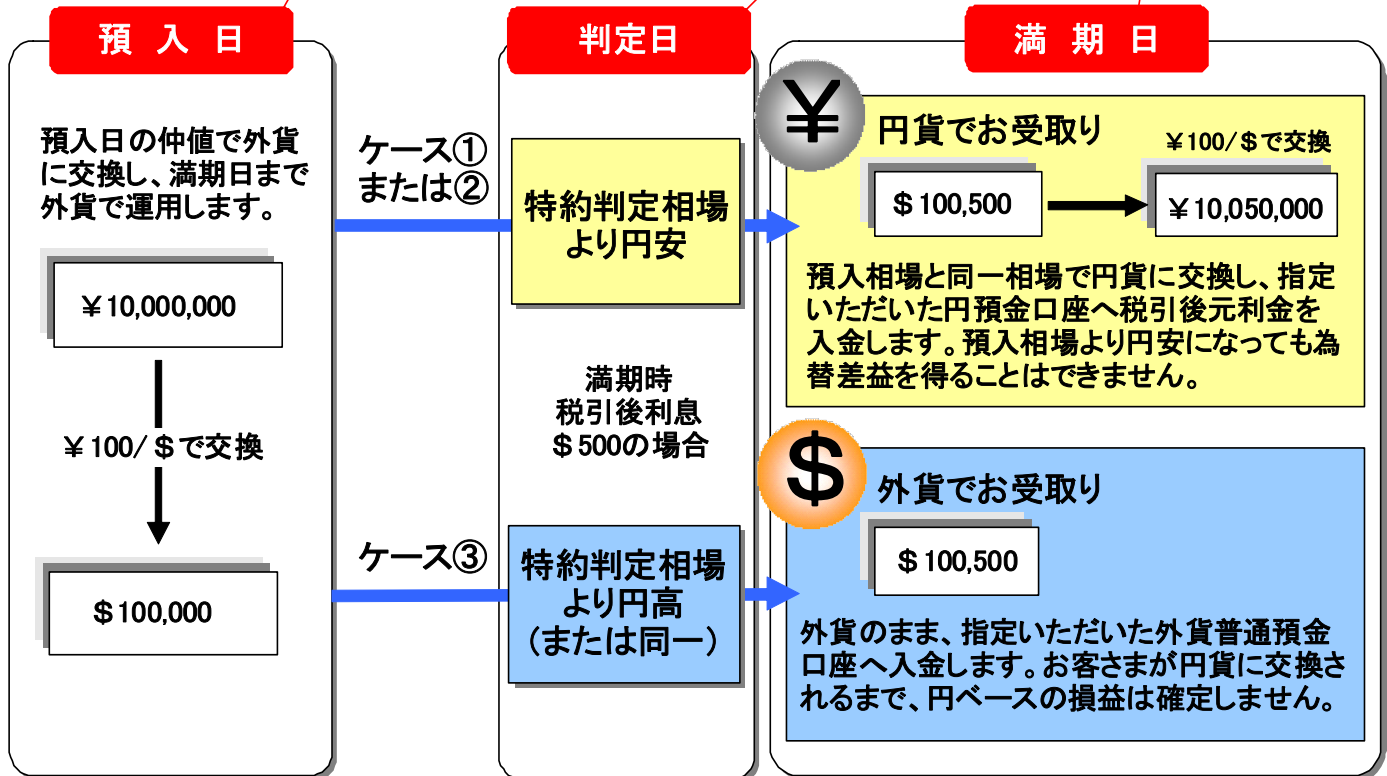 預 入 日
預入日の仲値で外貨
に交換し、満期日まで
外貨で運用します。
￥10,000,000
￥100/＄で交換
＄100,000
ケース①
または②
ケース③
判定日
特約判定相場
より円安
満期時
税引後利息
＄500の場合
特約判定相場
より円高
（または同一）
満 期 日
￥
円貨でお受取り
￥100/＄で交換
＄100,500
￥10,050,000
預入相場と同一相場で円貨に交換し、指定
いただいた円預金口座へ税引後元利金を
入金します。預入相場より円安になっても為
替差益を得ることはできません。
＄
外貨でお受取り
＄100,500
外貨のまま、指定いただいた外貨普通預金
口座へ入金します。お客さまが円貨に交換さ
れるまで、円ベースの損益は確定しません。